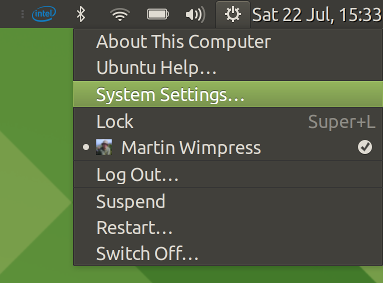 intel Sat 22 Jul, 15:33
About This Computer
Ubuntu Help...
System Settings...
Lock Super+L
Martin Wimpress
Log Out...
Suspend
Restart...
Switch Off...